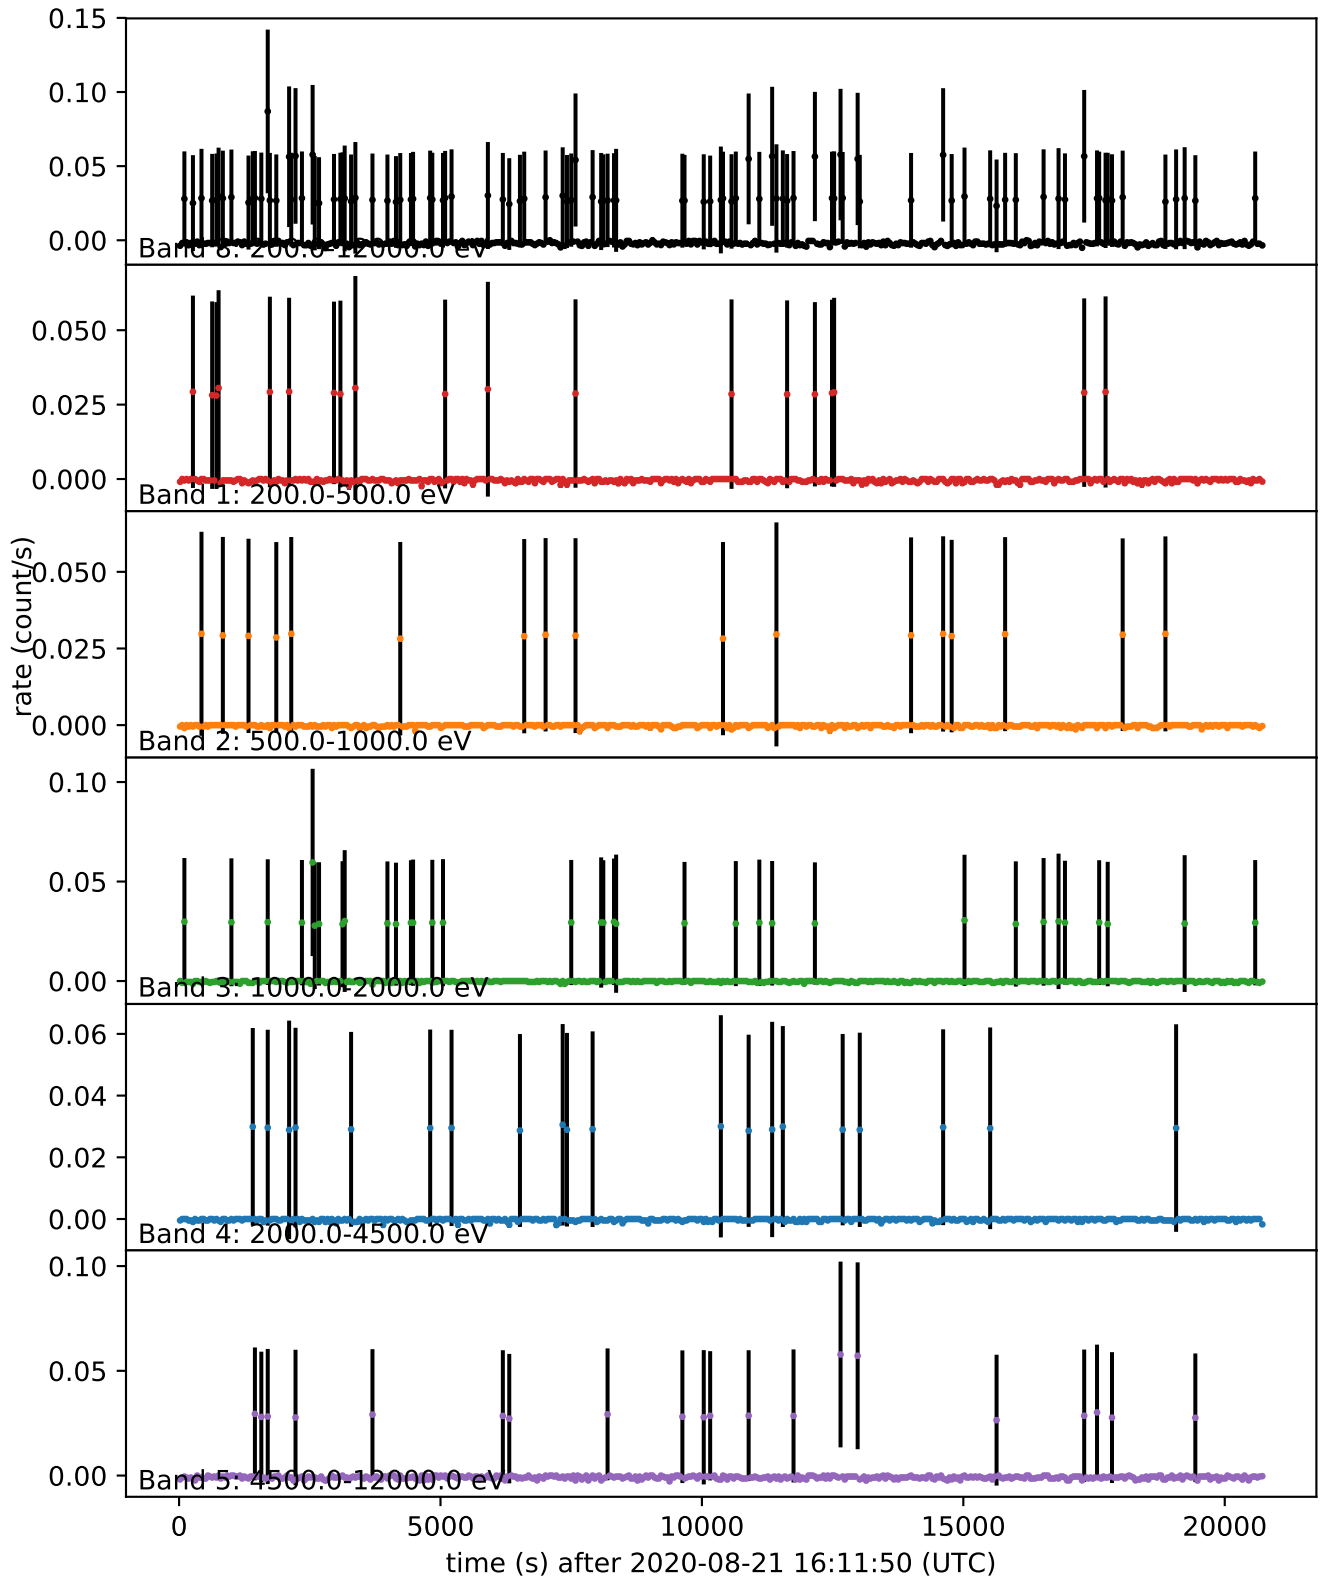 0.15
0.10
0.05
0.00
Band 8: 200.0-12000.0 eV
0.050
0.025
0.000
Band 1: 200.0-500.0 eV
rate (count/s)
0.050
0.025
0.000
Band 2: 500.0-1000.0 eV
0.10
0.05
0.00
Band 3: 1000.0-2000.0 eV
0.06
0.04
0.02
0.00
Band 4: 2000.0-4500.0 eV
0.10
0.05
0.00
Band 5: 4500.0-12000.0 eV
0 5000 10000 15000 20000
time (s) after 2020-08-21 16:11:50 (UTC)